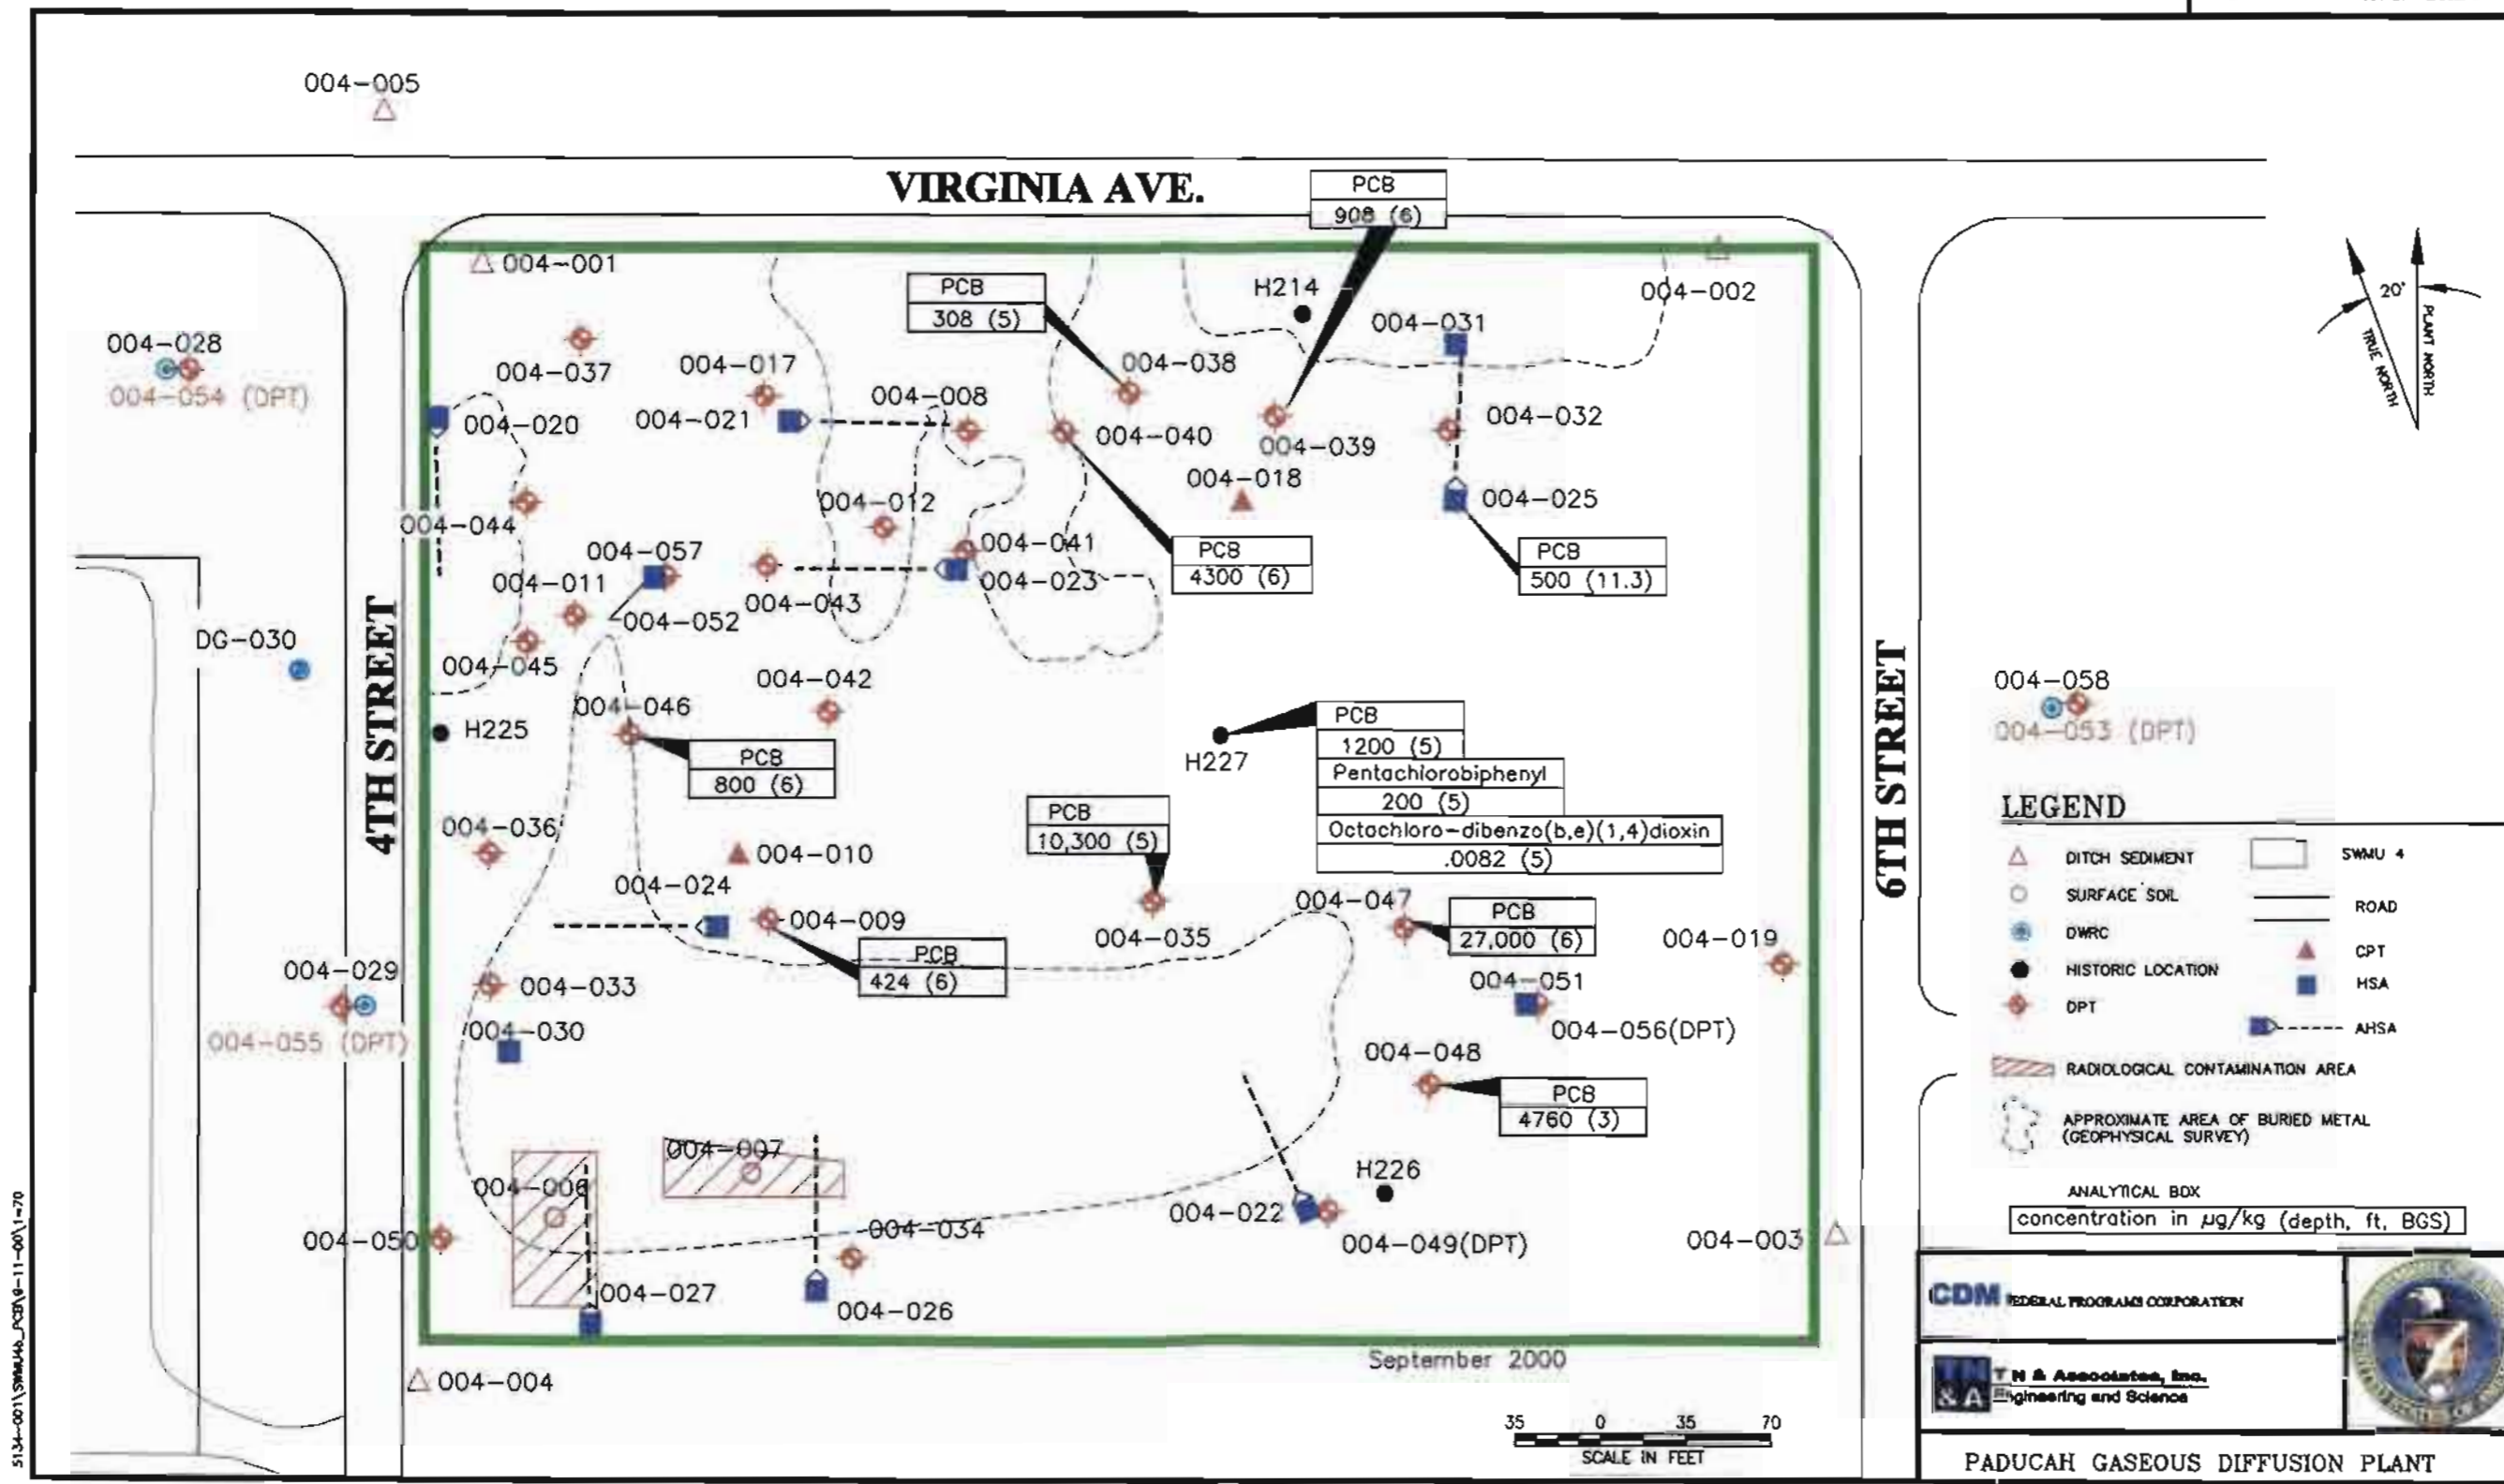 004-005
VIRGINIA AVE.
PCB
908 (6)
004-001
PCB
308 (5)
H214
004-002
004-031
004-028
004-054 (DPT)
004-037
004-017
004-038
004-008
004-021
004-020
004-040
004-039
004-032
004-018
004-025
004-012
004-044
004-057
004-041
PCB
4300 (6)
PCB
500 (11.3)
004-011
004-023
004-043
004-052
DG-030
004-045
4TH STREET
6TH STREET
004-042
004-046
H225
PCB
800 (6)
H227
PCB
1200 (5)
Pentachlorobiphenyl
200 (5)
Octachloro-dibenzo(b,e)(1,4)dioxin
.0082 (5)
004-058
004-053 (DPT)
20°
TRUE NORTH
PLANT NORTH
004-036
004-010
PCB
10,300 (5)
004-024
004-009
004-035
004-047
PCB
27,000 (6)
004-019
PCB
424 (6)
004-029
004-033
004-051
004-030
004-056(DPT)
004-055 (DPT)
004-048
PCB
4760 (3)
004-007
004-006
H226
004-022
004-050
004-034
004-049(DPT)
004-003
004-027
004-026
September 2000
004-004
35 0 35 70
SCALE IN FEET
LEGEND
DITCH SEDIMENT
SWMU 4
SURFACE SOIL
ROAD
DWRC
CPT
HISTORIC LOCATION
HSA
DPT
AHSA
RADIOLOGICAL CONTAMINATION AREA
APPROXIMATE AREA OF BURIED METAL
(GEOPHYSICAL SURVEY)
ANALYTICAL BOX
concentration in µg/kg (depth, ft, BGS)
CDM FEDERAL PROGRAMS CORPORATION
TN & Associates, Inc.
Engineering and Science
PADUCAH GASEOUS DIFFUSION PLANT